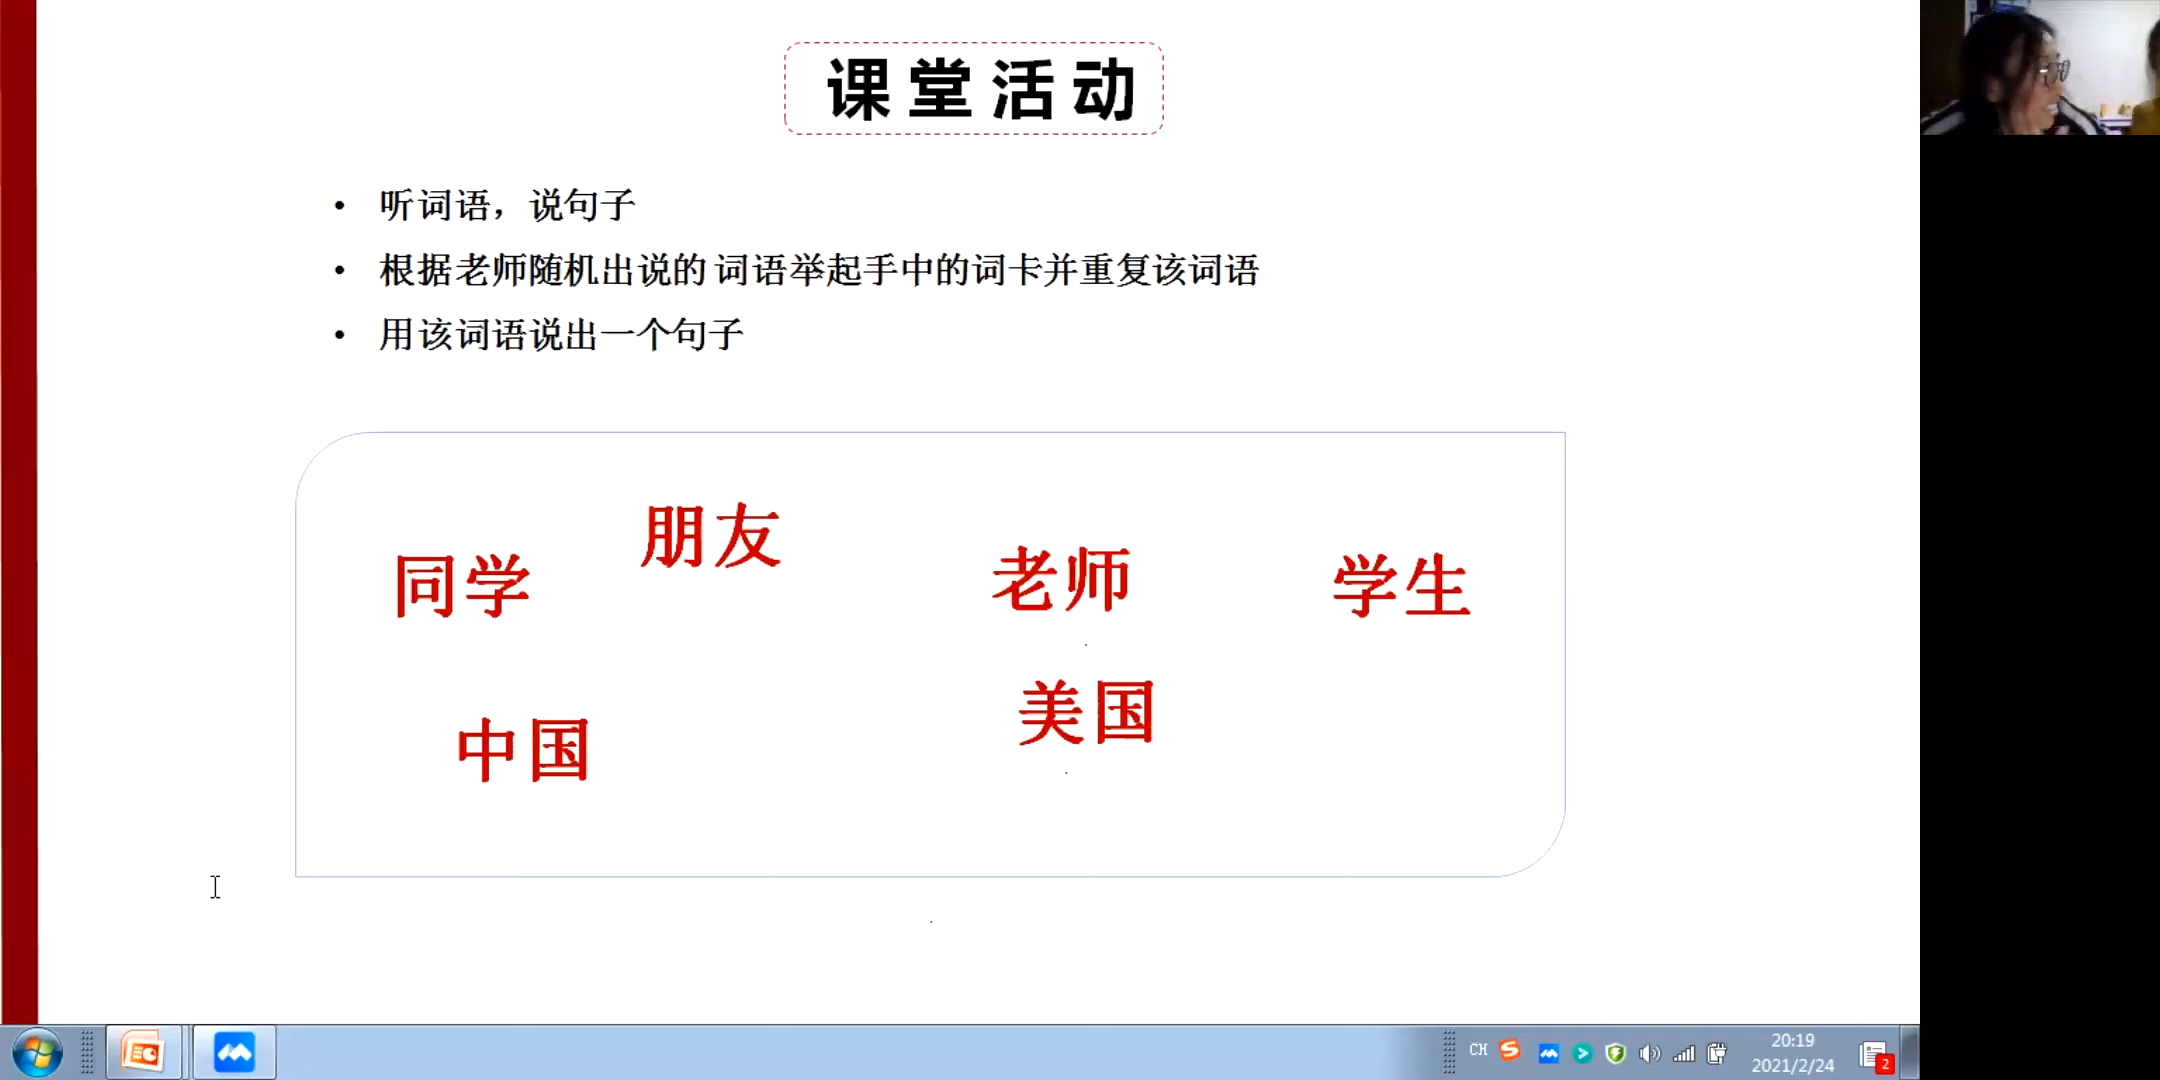 课堂活动
• 听词语，说句子
• 根据老师随机出说的 词语举起手中的词卡并重复该词语
• 用该词语说出一个句子
朋友
同学 老师 学生
中国 美国
CH
20:19
2021/2/24
2